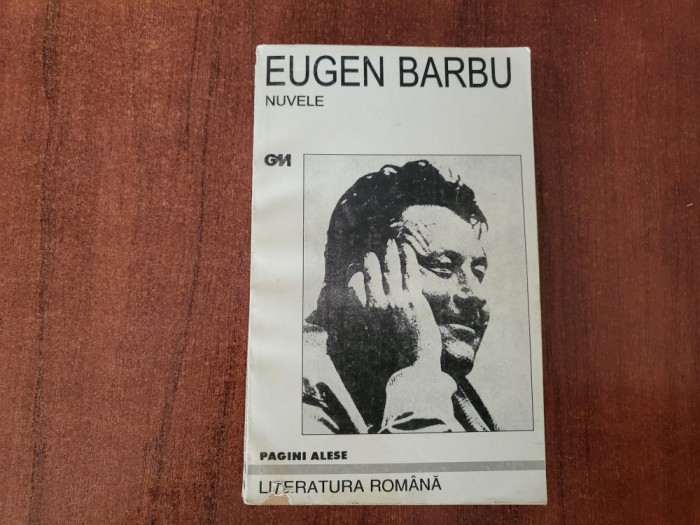 EUGEN BARBU
NUVELE
GM
PAGINI ALESE
LITERATURA ROMÂNĂ